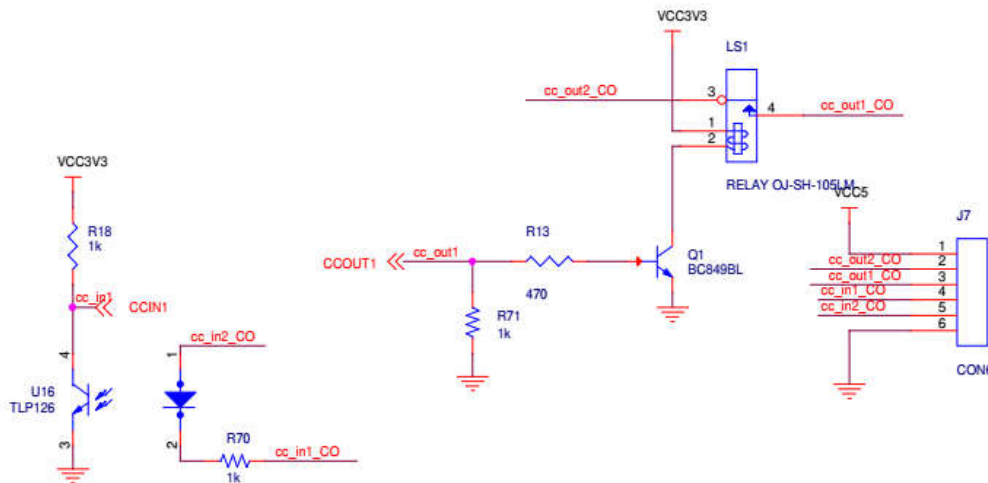 VCC3V3
LS1
3
cc_out2_CO
4
cc_out1_CO
1
2
RELAY OJ-SH-105LM
VCC3V3
R18
1k
cc_in1
CCIN1
4
U16
TLP126
3
cc_in2_CO
1
2
R70
1k
cc_in1_CO
CCOUT1
cc_out1
R13
470
R71
1k
Q1
BC849BL
VCC5
J7
1
cc_out2_CO
2
cc_out1_CO
3
cc_in1_CO
4
cc_in2_CO
5
6
CON6